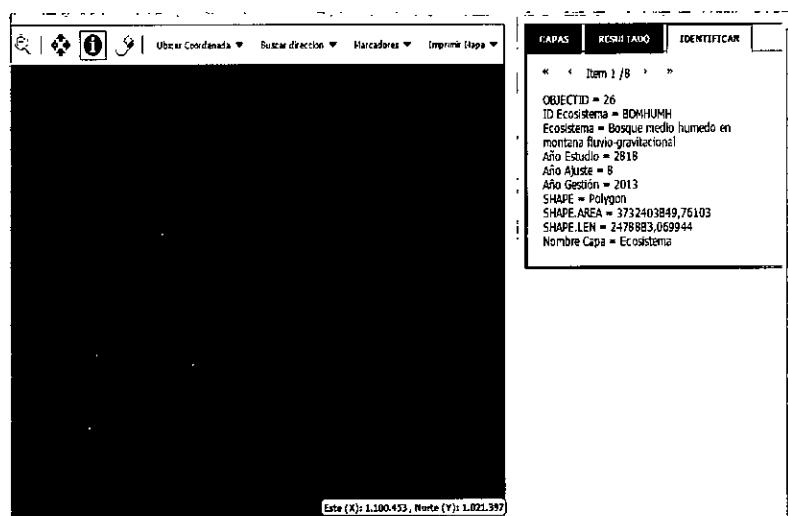 Ubicar Coordenada ▼ Buscar direccion ▼ Marcadores ▼ Imprimir Mapa ▼
CAPAS RESULTADO IDENTIFICAR
« ‹ Item 1 /8 › »
OBJECTID = 26
ID Ecosistema = BDMHUMH
Ecosistema = Bosque medio humedo en
montana fluvio-gravitacional
Año Estudio = 2818
Año Ajuste = 8
Año Gestión = 2013
SHAPE = Polygon
SHAPE.AREA = 3732403849,76103
SHAPE.LEN = 2478883,069944
Nombre Capa = Ecosistema
Este (X): 1.100.453 , Norte (Y): 1.021.397